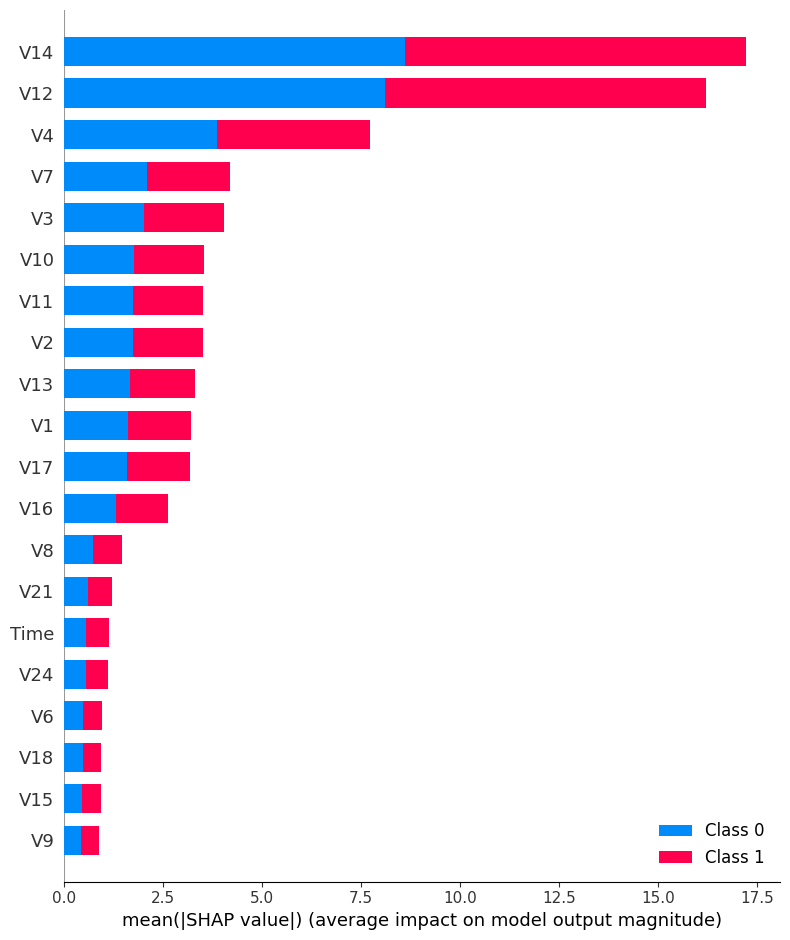 V14
V12
V4
V7
V3
V10
V11
V2
V13
V1
V17
V16
V8
V21
Time
V24
V6
V18
V15
V9
Class 0
Class 1
0.0 2.5 5.0 7.5 10.0 12.5 15.0 17.5
mean(|SHAP value|) (average impact on model output magnitude)